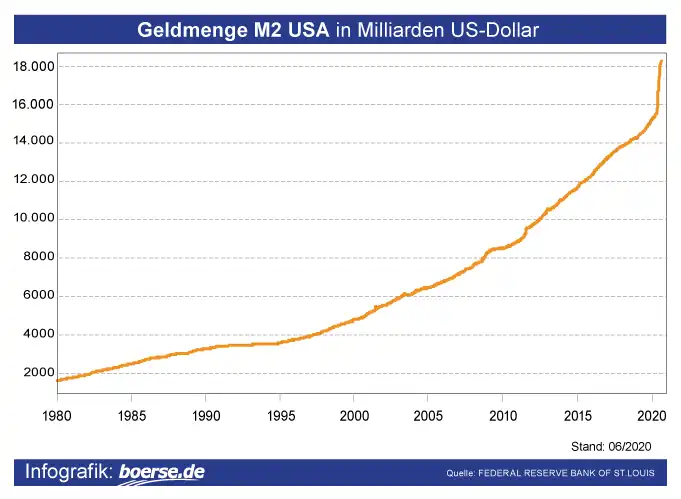 Geldmenge M2 USA in Milliarden US-Dollar
18.000
16.000
14.000
12.000
10.000
8000
6000
4000
2000
1980 1985 1990 1995 2000 2005 2010 2015 2020
Stand: 06/2020
Infografik: boerse.de
Quelle: FEDERAL RESERVE BANK OF ST.LOUIS